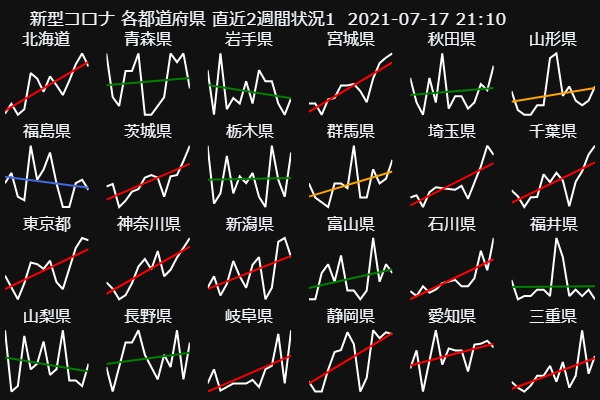 新型コロナ 各都道府県 直近2週間状況1 2021-07-17 21:10
北海道 青森県 岩手県 宮城県 秋田県 山形県
福島県 茨城県 栃木県 群馬県 埼玉県 千葉県
東京都 神奈川県 新潟県 富山県 石川県 福井県
山梨県 長野県 岐阜県 静岡県 愛知県 三重県